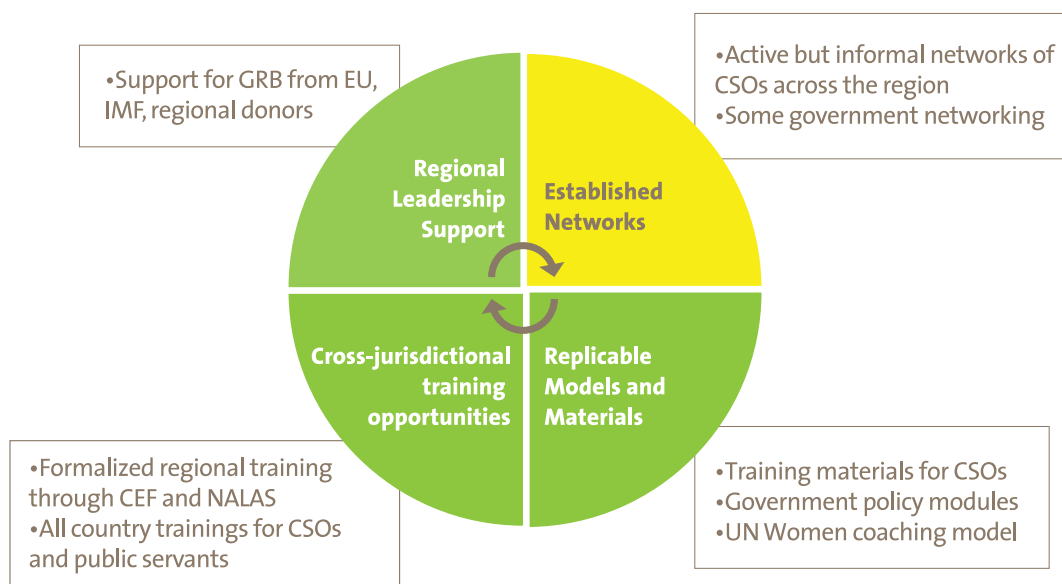 •Support for GRB from EU,
IMF, regional donors
•Active but informal networks of
CSOs across the region
•Some government networking
Regional
Leadership
Support
Established
Networks
Cross-jurisdictional
training
opportunities
Replicable
Models and
Materials
•Formalized regional training
through CEF and NALAS
•All country trainings for CSOs
and public servants
•Training materials for CSOs
•Government policy modules
•UN Women coaching model